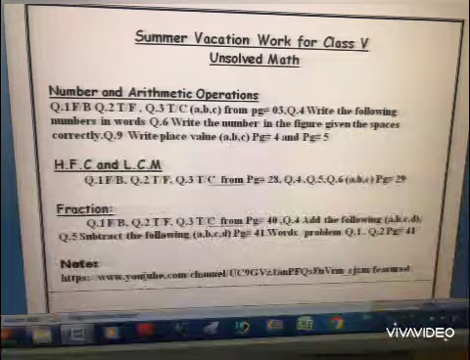 Summer Vacation Work for Class V
Unsolved Math
Number and Arithmetic Operations
Q.1 F/B Q.2 T/F, Q.3 T/C (a,b,c) from pg= 03,Q.4 Write the following
numbers in words Q.6 Write the number in the figure given the spaces
correctly.Q.9 Write place value (a,b,c) Pg= 4 and Pg= 5
H.F.C and L.C.M
Q.1F/B, Q.2 T/F, Q.3 T/C from Pg= 28, Q.4,Q.5,Q.6 (a,b,c) Pg= 29
Fraction:
Q.1F/B, Q.2 T/F, Q.3 T/C from Pg= 40 ,Q.4 Add the following (a,b,c,d),
Q.5 Subtract the following (a,b,c,d) Pg= 41 Words problem Q.1, Q.2 Pg= 41
Note:
VIVAVIDEO